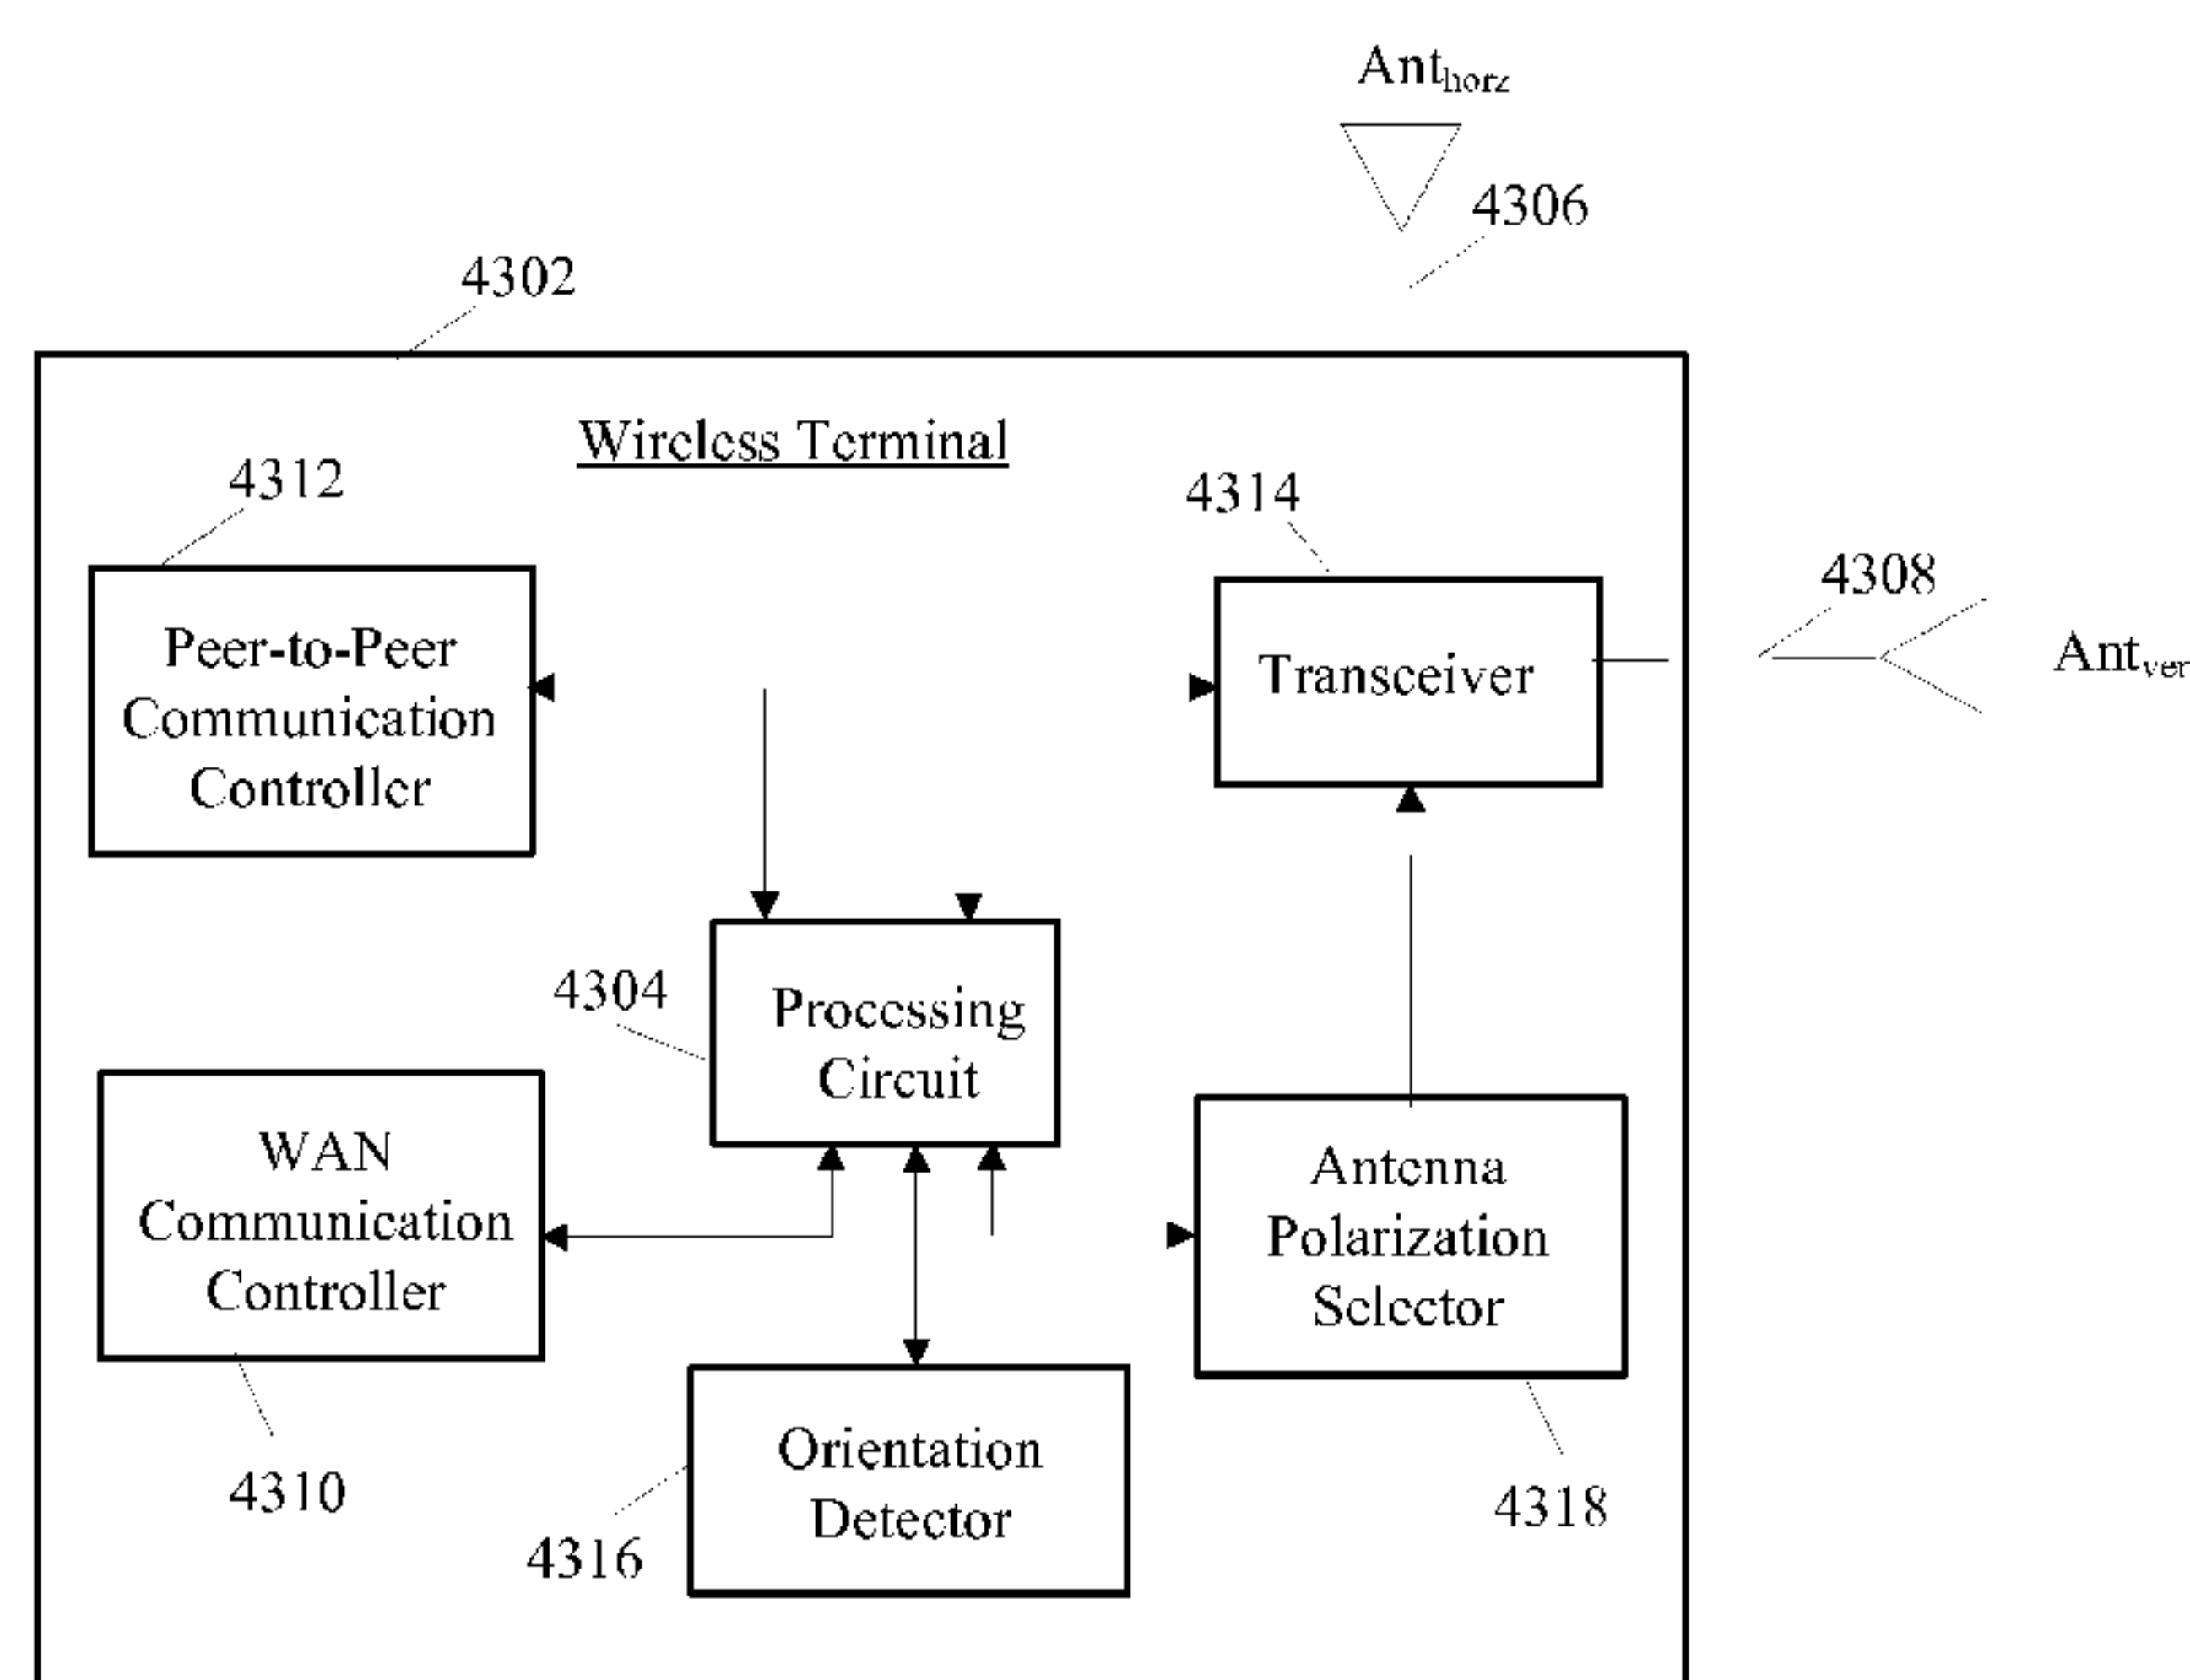 Ant_horz
4306
4302
Wireless Terminal
4312
4314
4308
Peer-to-Peer
Communication
Controller
Transceiver
Ant_ver
4304
Processing
Circuit
WAN
Communication
Controller
Antenna
Polarization
Selector
Orientation
Detector
4310
4316
4318